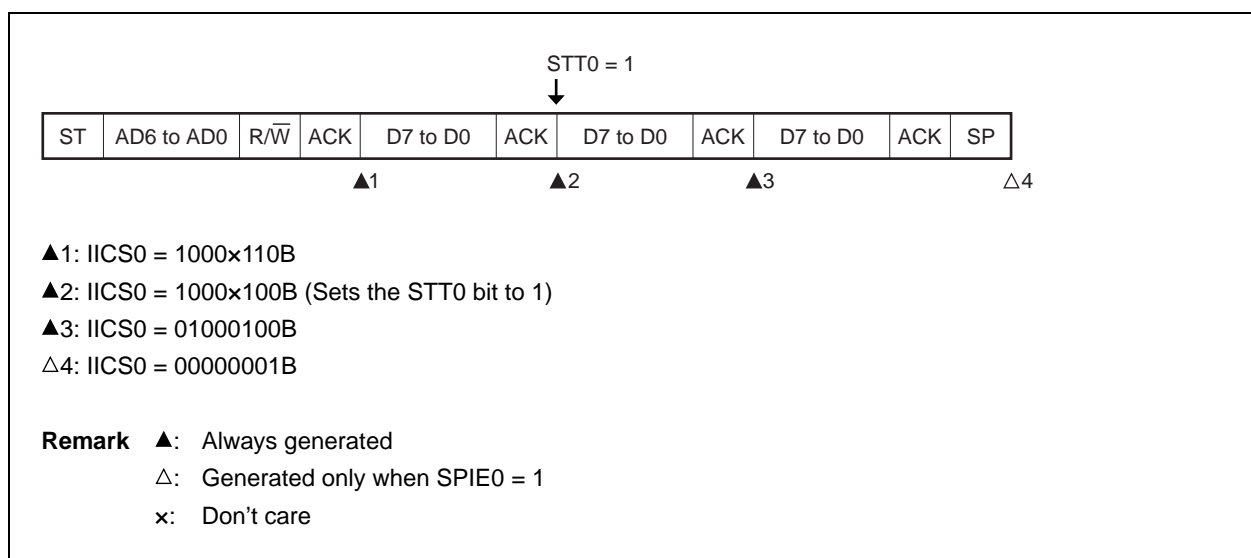 STT0 = 1
ST AD6 to AD0 R/W̅ ACK D7 to D0 ACK D7 to D0 ACK D7 to D0 ACK SP
▲1 ▲2 ▲3 △4
▲1: IICS0 = 1000×110B
▲2: IICS0 = 1000×100B (Sets the STT0 bit to 1)
▲3: IICS0 = 01000100B
△4: IICS0 = 00000001B
Remark ▲: Always generated
△: Generated only when SPIE0 = 1
×: Don't care